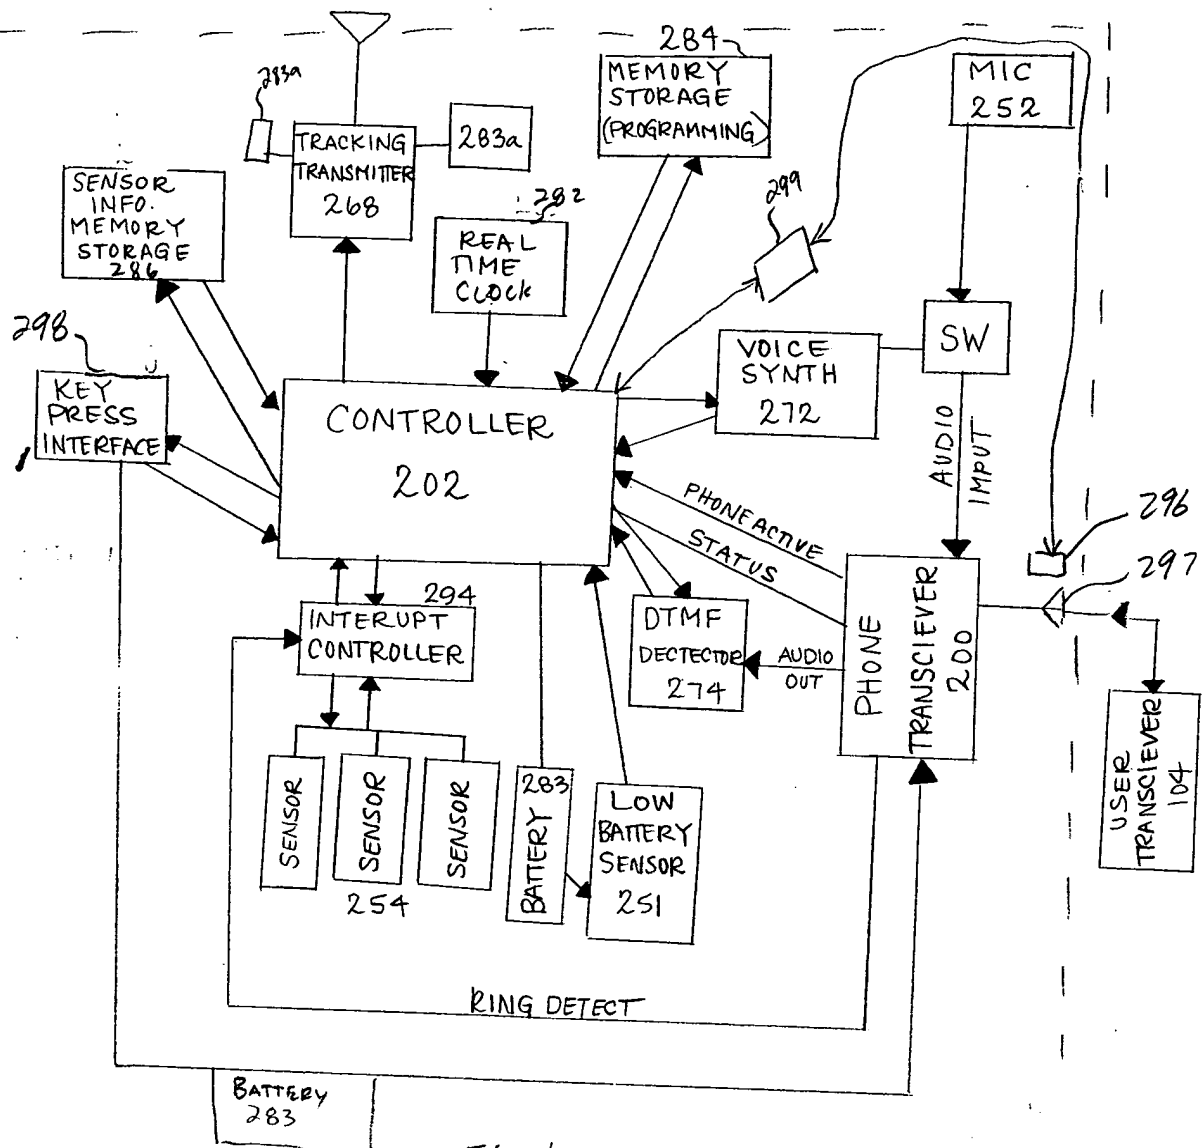 284
283a
MEMORY
STORAGE
(PROGRAMMING)
MIC
252
TRACKING
TRANSMITTER
268
283a
299
SENSOR
INFO.
MEMORY
STORAGE
286
282
REAL
TIME
CLOCK
298
KEY
PRESS
INTERFACE
VOICE
SYNTH
272
SW
CONTROLLER
202
AUDIO
IMPUT
PHONE ACTIVE
STATUS
296
297
294
INTERUPT
CONTROLLER
DTMF
DECTECTOR
274
AUDIO
OUT
PHONE
TRANSCIEVER
200
USER
TRANSCIEVER
104
SENSOR
SENSOR
SENSOR
254
283
BATTERY
LOW
BATTERY
SENSOR
251
RING DETECT
BATTERY
283